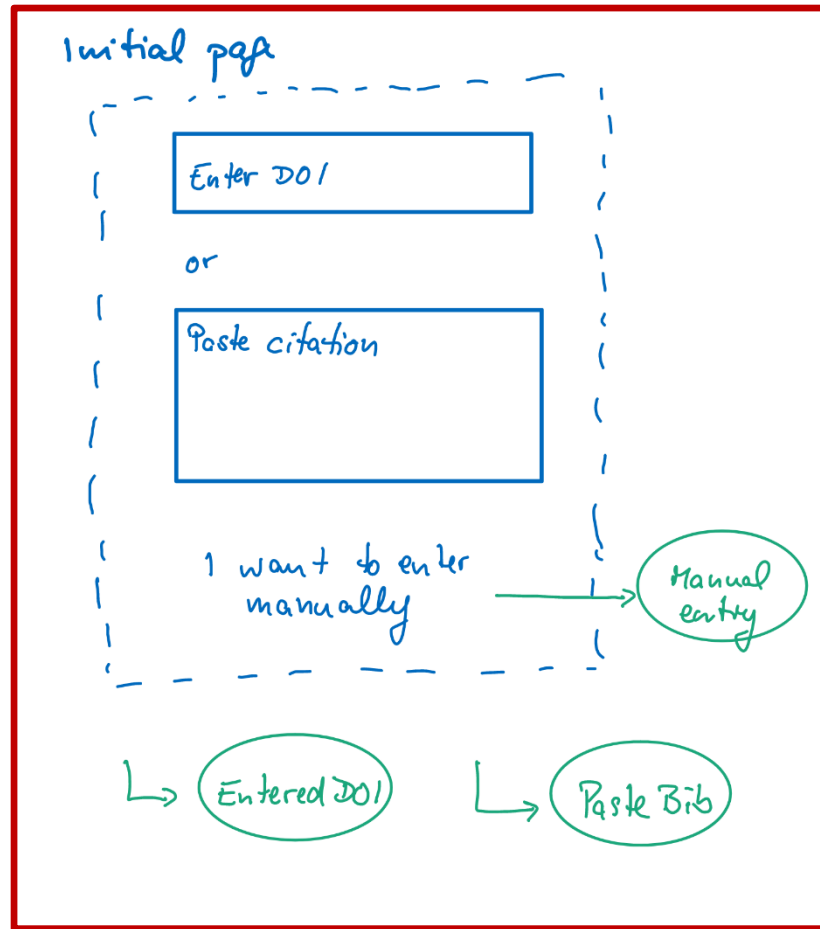 Initial page
Enter DOI
or
Paste citation
I want to enter
manually
Manual
entry
Entered DOI
Paste Bib